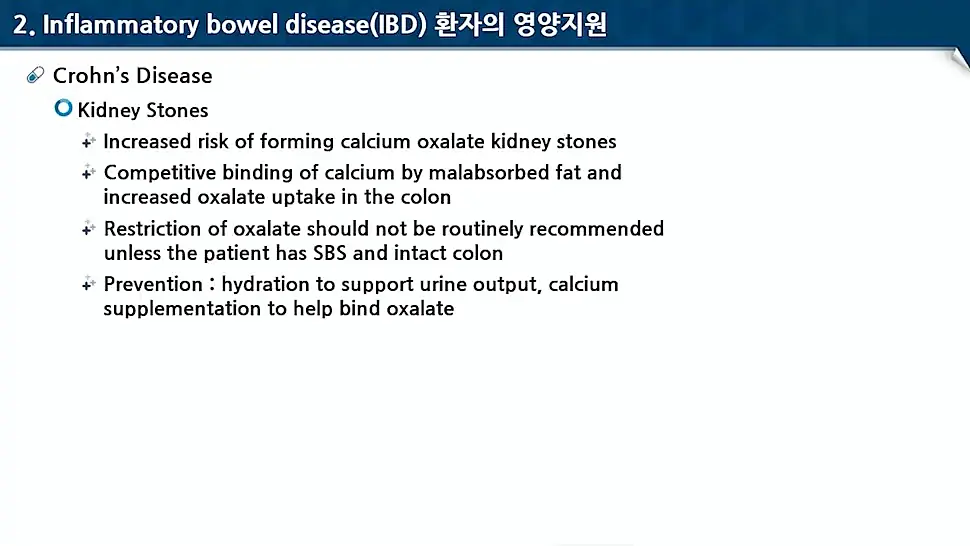 2. Inflammatory bowel disease(IBD) 환자의 영양지원
Crohn's Disease
Kidney Stones
Increased risk of forming calcium oxalate kidney stones
Competitive binding of calcium by malabsorbed fat and
increased oxalate uptake in the colon
Restriction of oxalate should not be routinely recommended
unless the patient has SBS and intact colon
Prevention : hydration to support urine output, calcium
supplementation to help bind oxalate